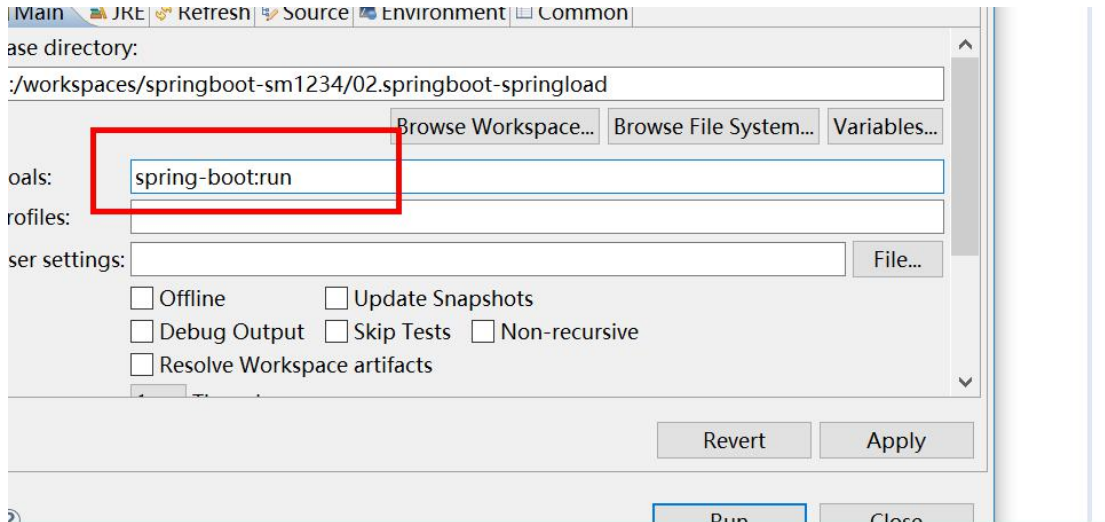 Main JRE Refresh Source Environment Common
ase directory:
:/workspaces/springboot-sm1234/02.springboot-springload
Browse Workspace... Browse File System... Variables...
oals: spring-boot:run
rofiles:
ser settings: File...
Offline Update Snapshots
Debug Output Skip Tests Non-recursive
Resolve Workspace artifacts
Revert Apply
Run Close